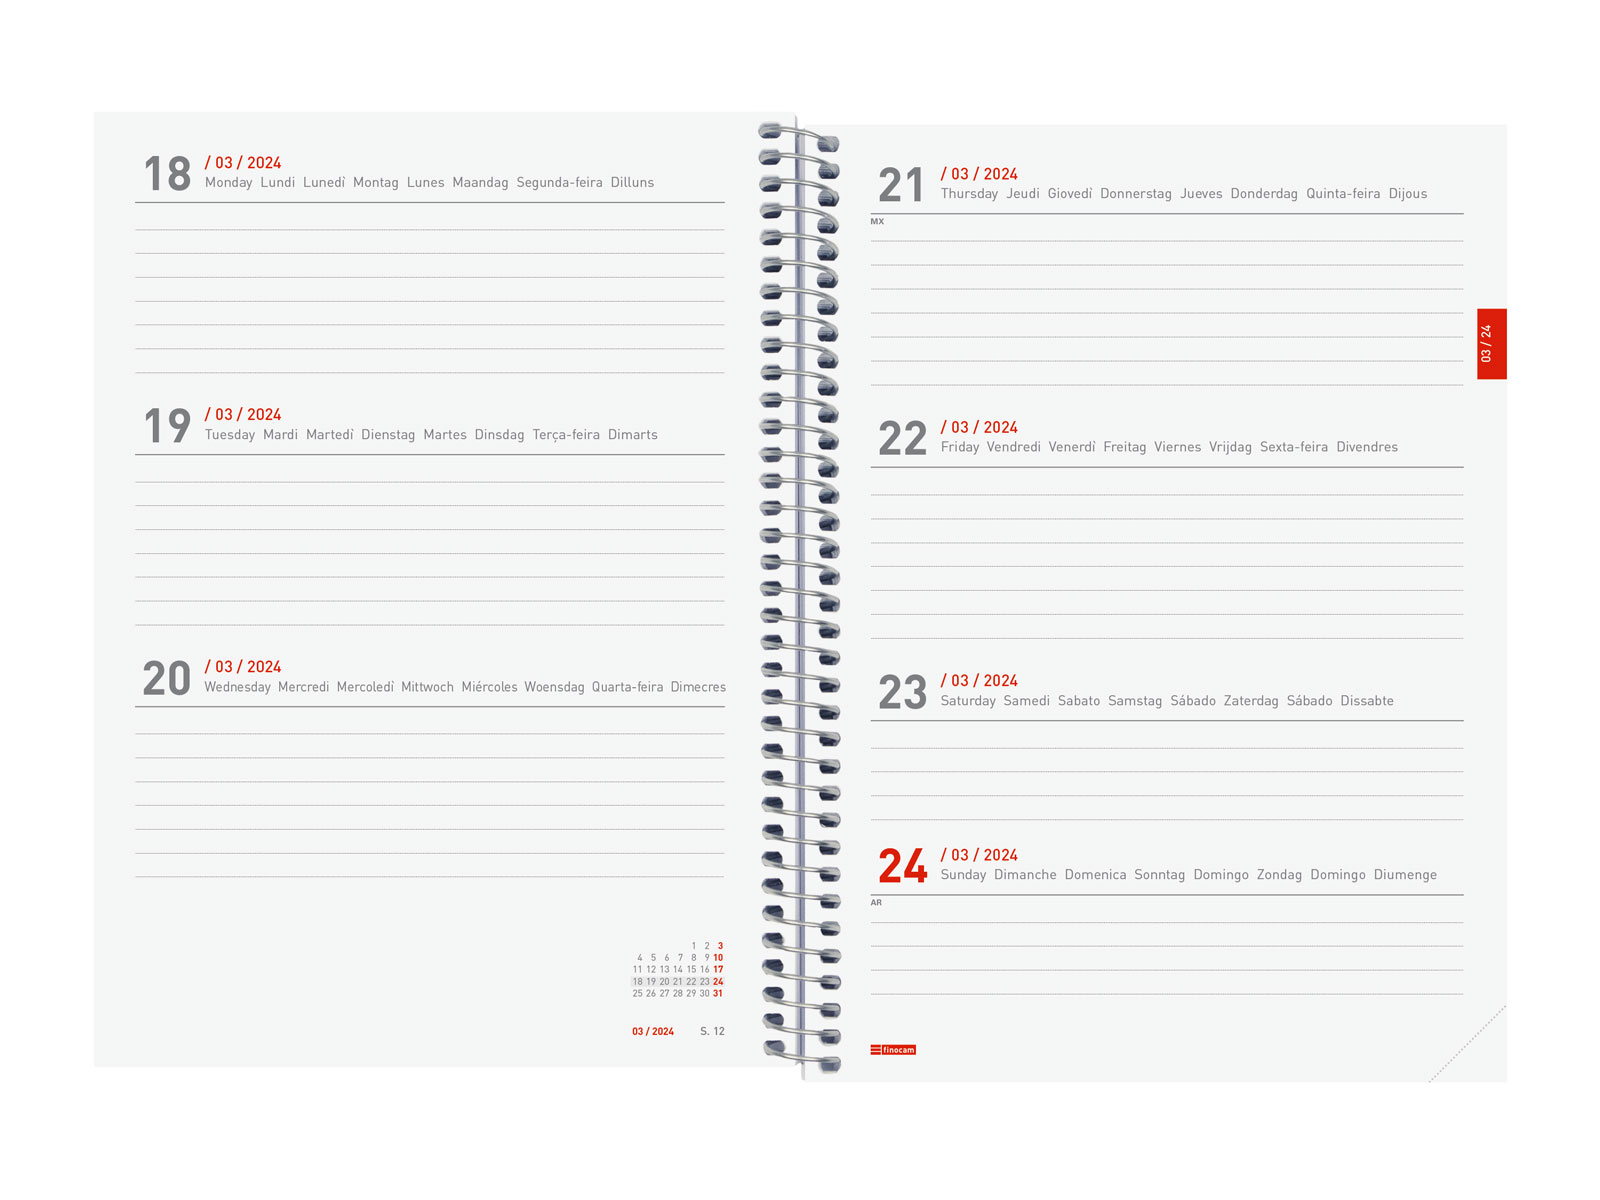 18 / 03 / 2024
Monday Lundi Lunedì Montag Lunes Maandag Segunda-feira Dilluns
19 / 03 / 2024
Tuesday Mardi Martedì Dienstag Martes Dinsdag Terça-feira Dimarts
20 / 03 / 2024
Wednesday Mercredi Mercoledì Mittwoch Miércoles Woensdag Quarta-feira Dimecres
1 2 3
4 5 6 7 8 9 10
11 12 13 14 15 16 17
18 19 20 21 22 23 24
25 26 27 28 29 30 31
03 / 2024 S. 12
21 / 03 / 2024
Thursday Jeudi Giovedì Donnerstag Jueves Donderdag Quinta-feira Dijous
MX
03 / 24
22 / 03 / 2024
Friday Vendredi Venerdì Freitag Viernes Vrijdag Sexta-feira Divendres
23 / 03 / 2024
Saturday Samedi Sabato Samstag Sábado Zaterdag Sábado Dissabte
24 / 03 / 2024
Sunday Dimanche Domenica Sonntag Domingo Zondag Domingo Diumenge
AR
finocam